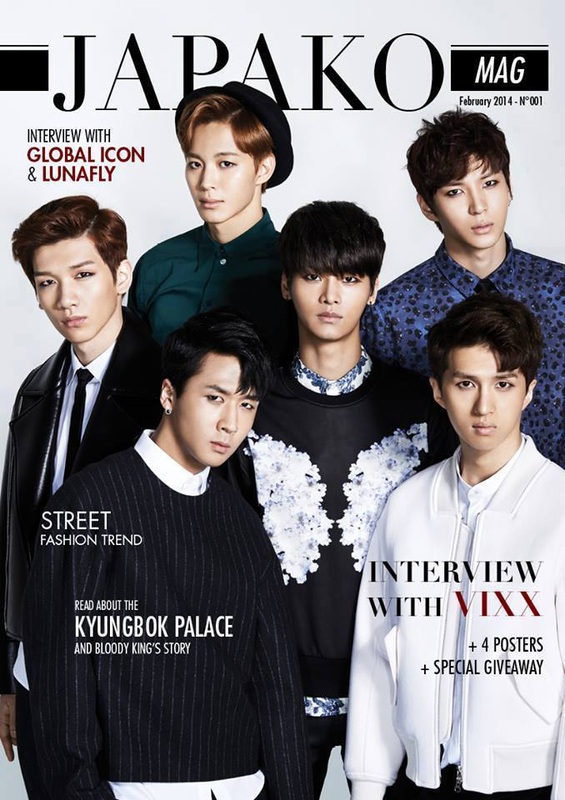 JAPAKO
MAG
February 2014 - N°001
INTERVIEW WITH
GLOBAL ICON
& LUNAFLY
STREET
FASHION TREND
READ ABOUT THE
KYUNGBOK PALACE
AND BLOODY KING'S STORY
INTERVIEW
WITH VIXX
+ 4 POSTERS
+ SPECIAL GIVEAWAY